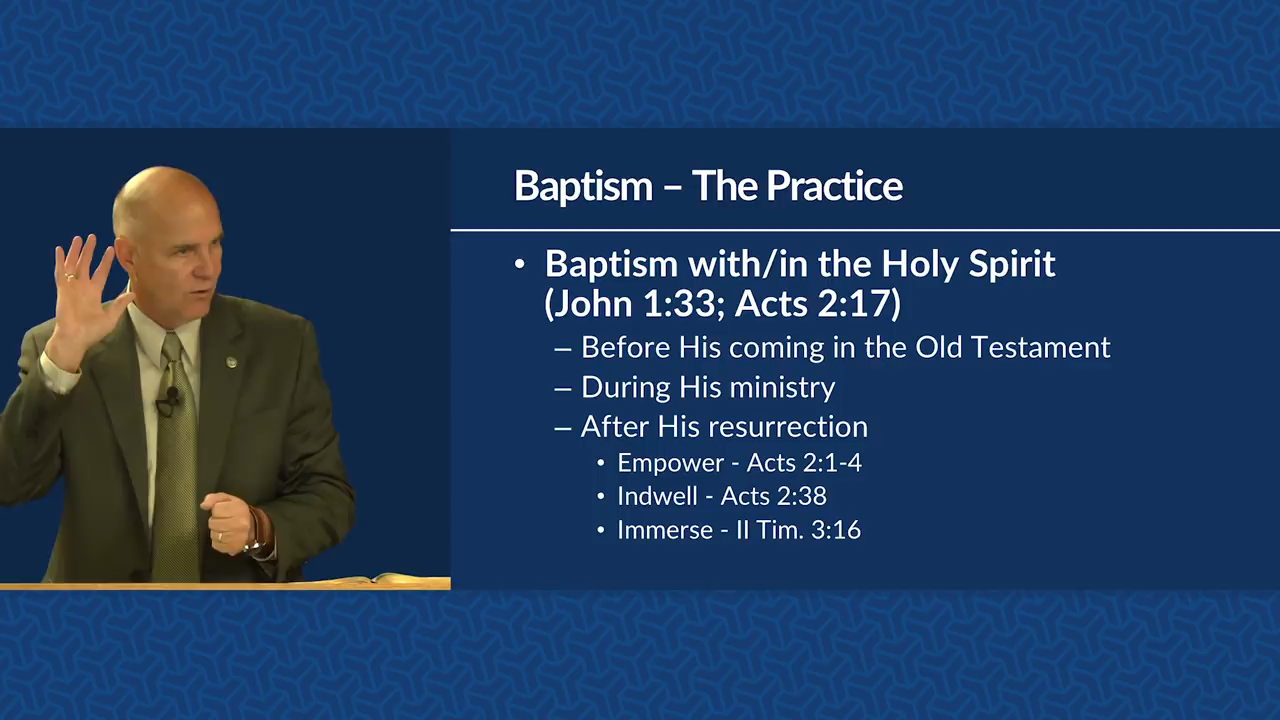 Baptism – The Practice
• Baptism with/in the Holy Spirit
(John 1:33; Acts 2:17)
– Before His coming in the Old Testament
– During His ministry
– After His resurrection
• Empower - Acts 2:1-4
• Indwell - Acts 2:38
• Immerse - II Tim. 3:16